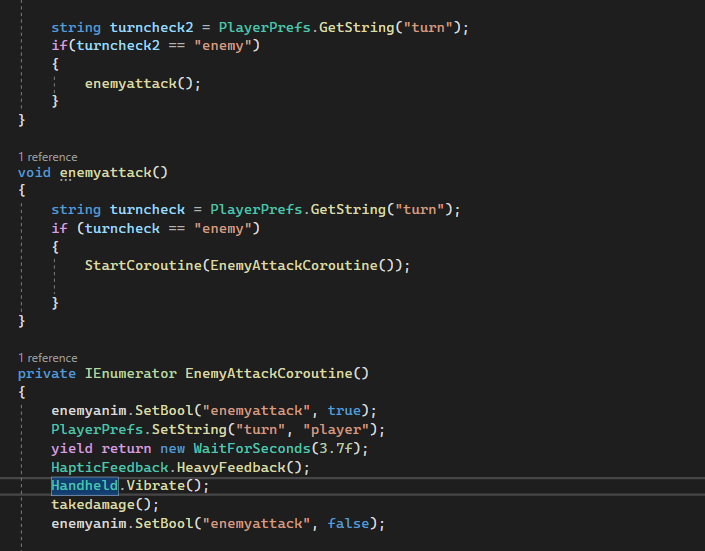 string turncheck2 = PlayerPrefs.GetString("turn");
if(turncheck2 == "enemy")
{
enemyattack();
}
}
1 reference
void enemyattack()
{
string turncheck = PlayerPrefs.GetString("turn");
if (turncheck == "enemy")
{
StartCoroutine(EnemyAttackCoroutine());
}
}
1 reference
private IEnumerator EnemyAttackCoroutine()
{
enemyanim.SetBool("enemyattack", true);
PlayerPrefs.SetString("turn", "player");
yield return new WaitForSeconds(3.7f);
HapticFeedback.HeavyFeedback();
Handheld.Vibrate();
takedamage();
enemyanim.SetBool("enemyattack", false);